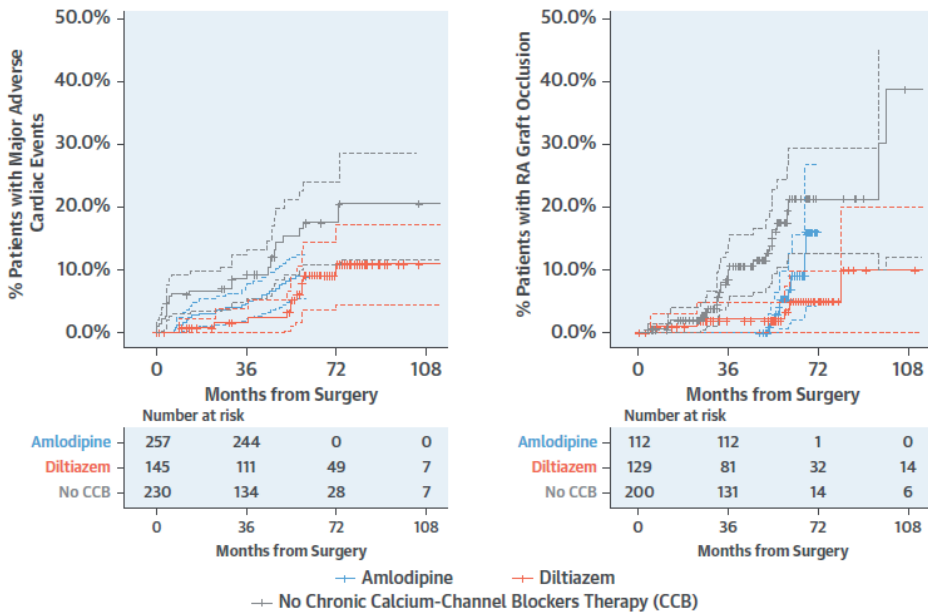 50.0%
40.0%
30.0%
20.0%
10.0%
0.0%
% Patients with Major Adverse
Cardiac Events
0 36 72 108
Months from Surgery
Number at risk
Amlodipine 257 244 0 0
Diltiazem 145 111 49 7
No CCB 230 134 28 7
0 36 72 108
Months from Surgery
50.0%
40.0%
30.0%
20.0%
10.0%
0.0%
% Patients with RA Graft Occlusion
0 36 72 108
Months from Surgery
Number at risk
Amlodipine 112 112 1 0
Diltiazem 129 81 32 14
No CCB 200 131 14 6
0 36 72 108
Months from Surgery
Amlodipine Diltiazem
No Chronic Calcium-Channel Blockers Therapy (CCB)